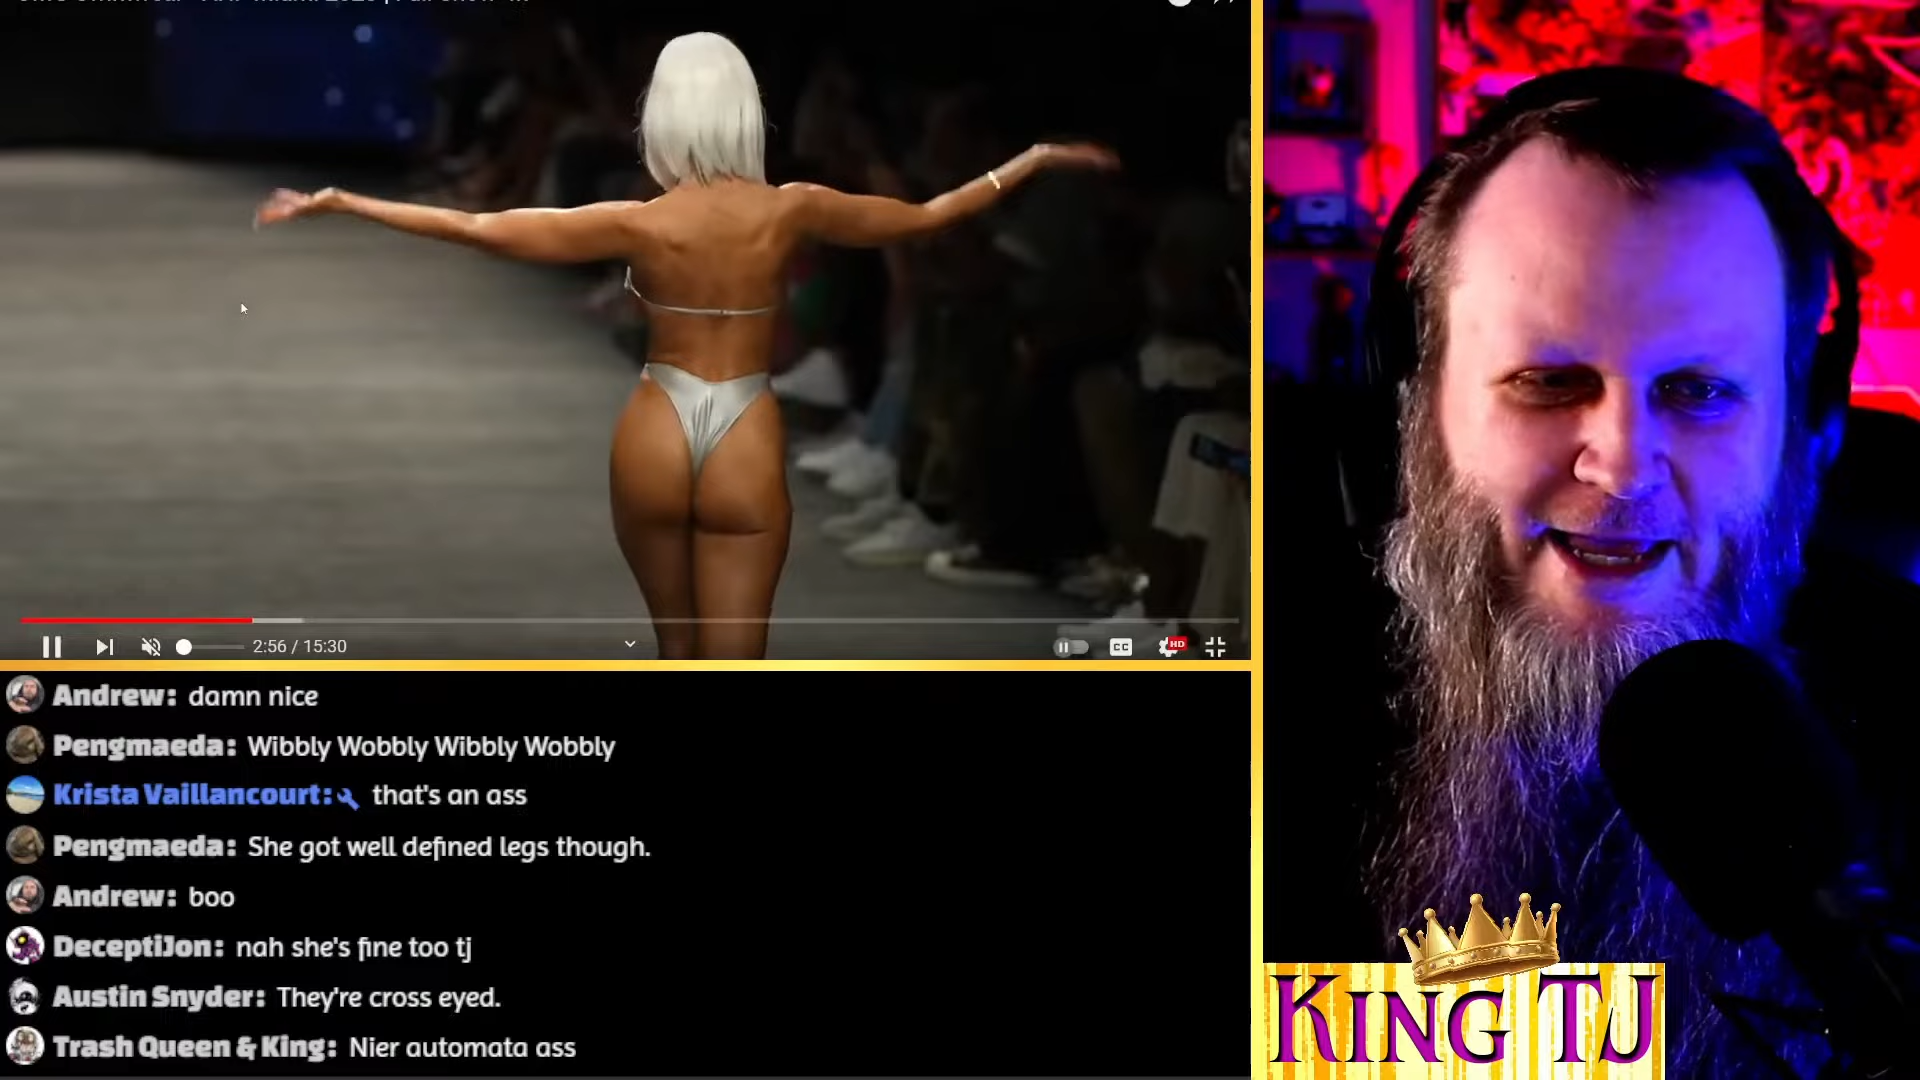 2:56 / 15:30
CC
HD
Andrew: damn nice
Pengmaeda: Wibbly Wobbly Wibbly Wobbly
Krista Vaillancourt: that's an ass
Pengmaeda: She got well defined legs though.
Andrew: boo
DeceptiJon: nah she's fine too tj
Austin Snyder: They're cross eyed.
Trash Queen & King: Nier automata ass
KING TJ